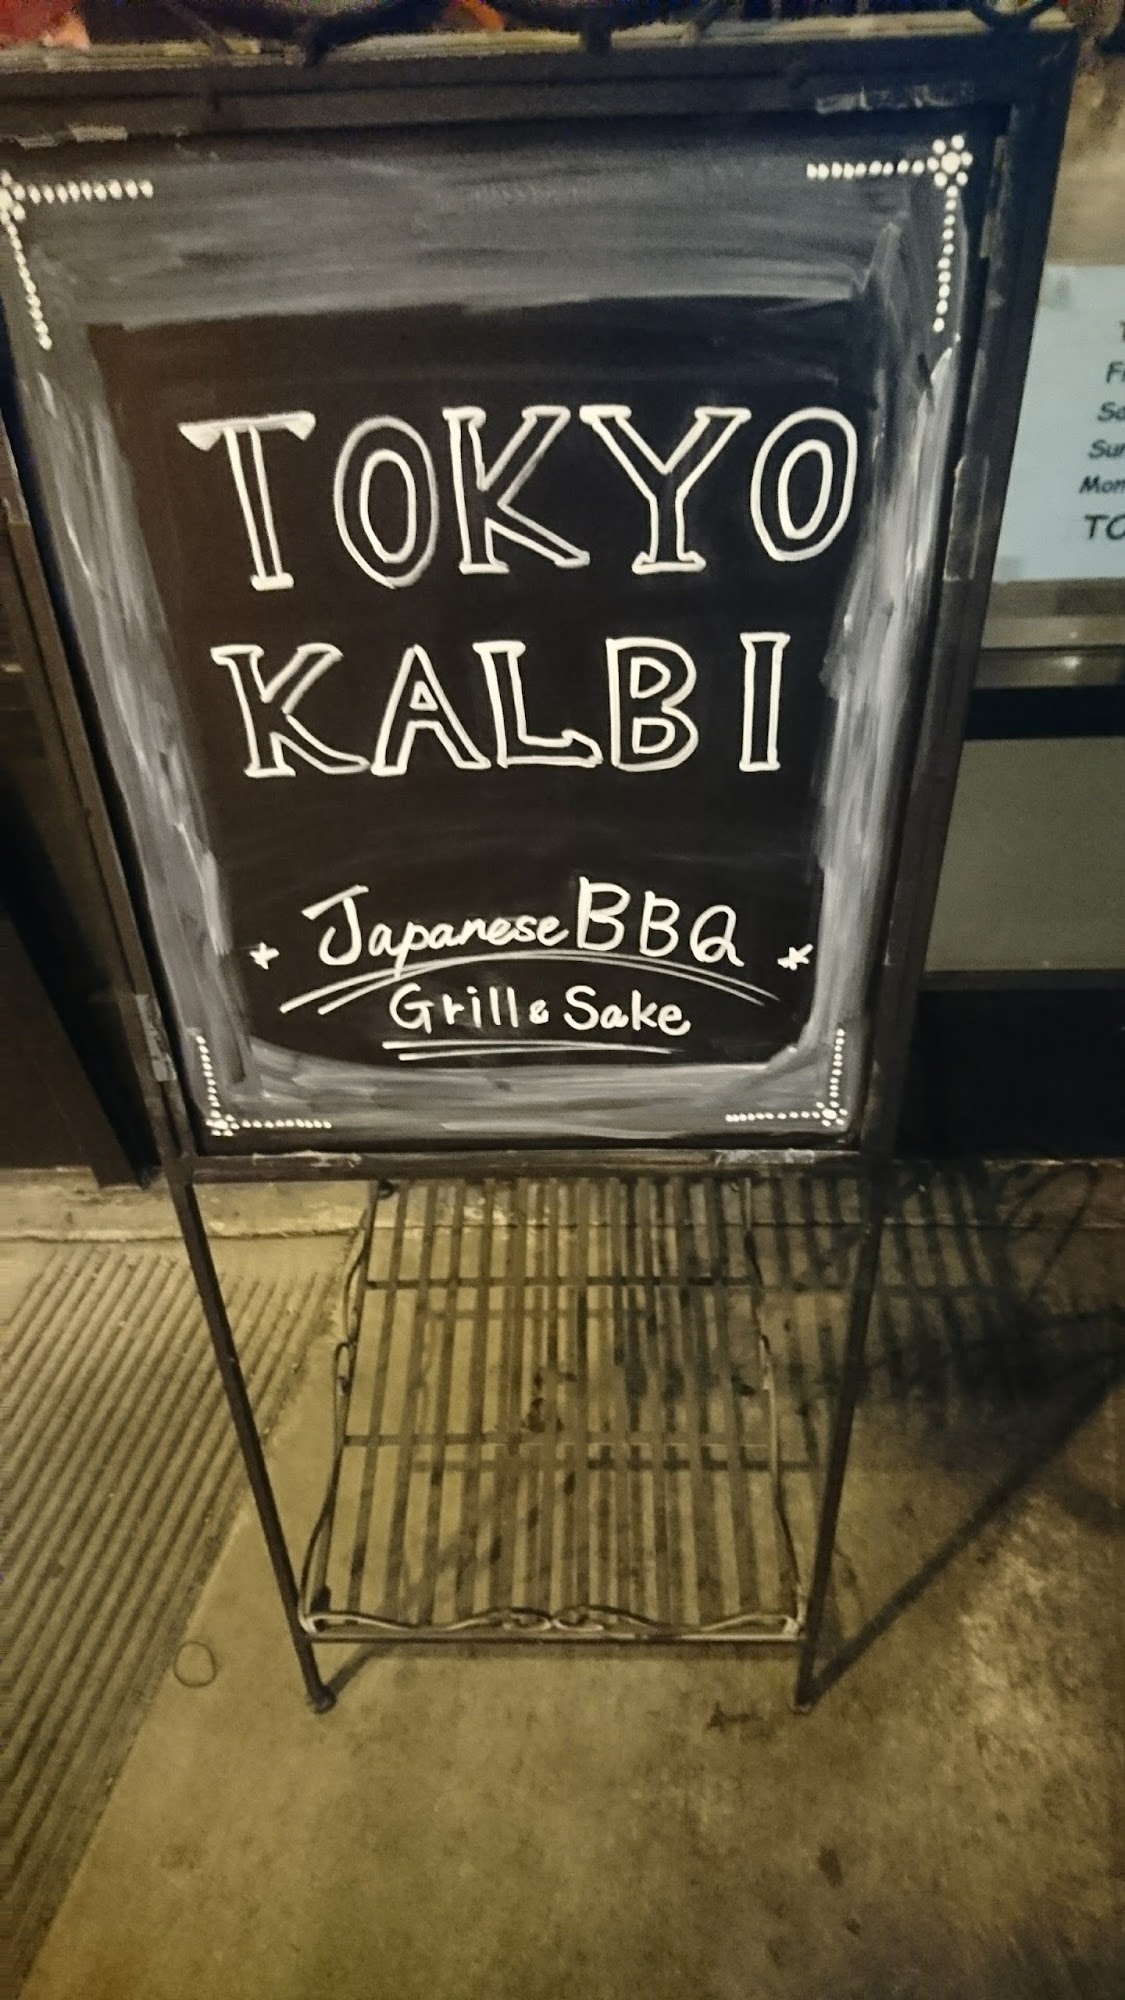 TOKYO
KALBI
Japanese BBQ
Grill & Sake